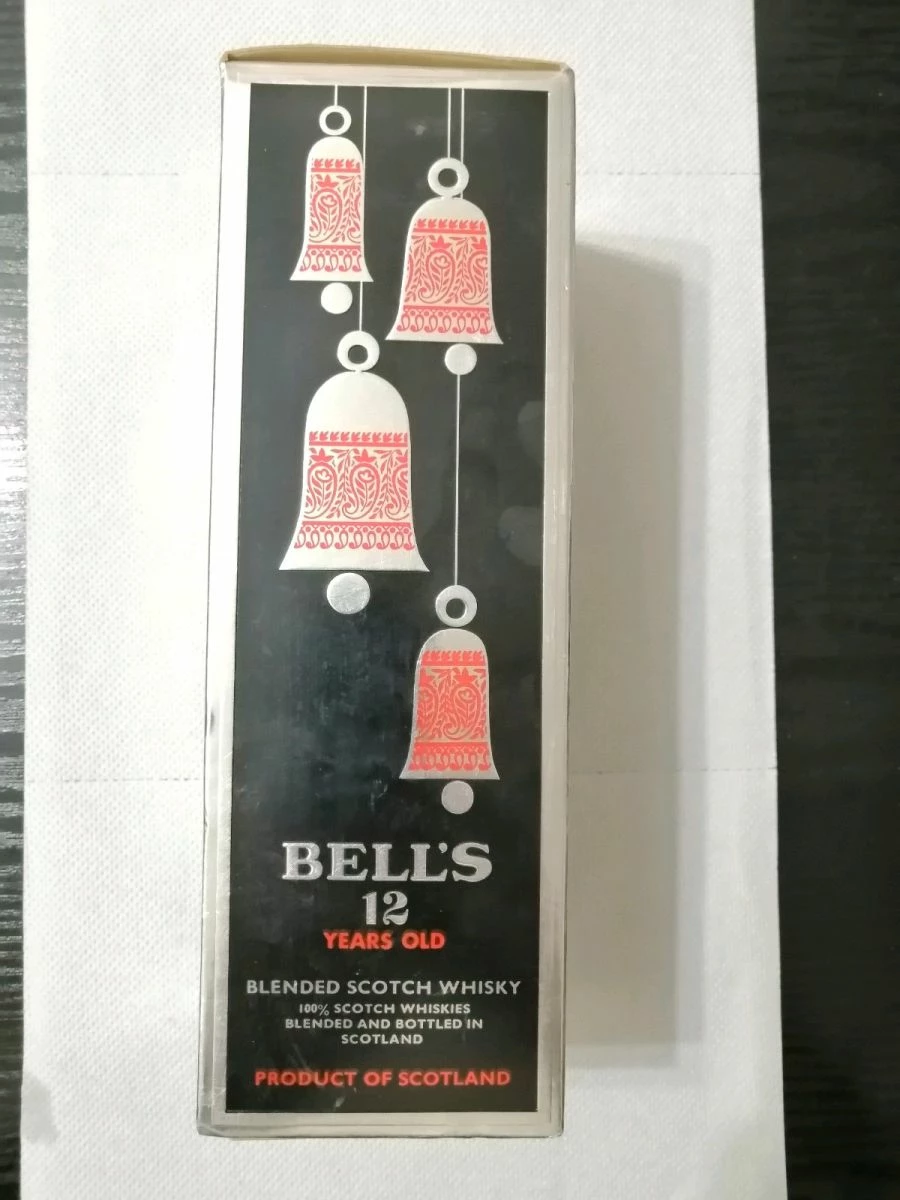 BELL'S
12
YEARS OLD
BLENDED SCOTCH WHISKY
100% SCOTCH WHISKIES
BLENDED AND BOTTLED IN
SCOTLAND
PRODUCT OF SCOTLAND